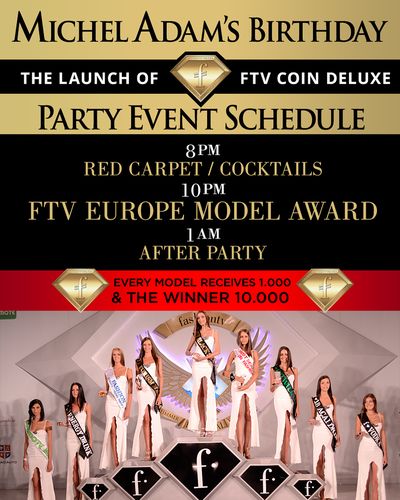 MICHEL ADAM'S BIRTHDAY
THE LAUNCH OF f FTV COIN DELUXE
PARTY EVENT SCHEDULE
8PM
RED CARPET / COCKTAILS
10PM
FTV EUROPE MODEL AWARD
1AM
AFTER PARTY
EVERY MODEL RECEIVES 1.000
& THE WINNER 10.000
fashiontv
f
f
f
f
f